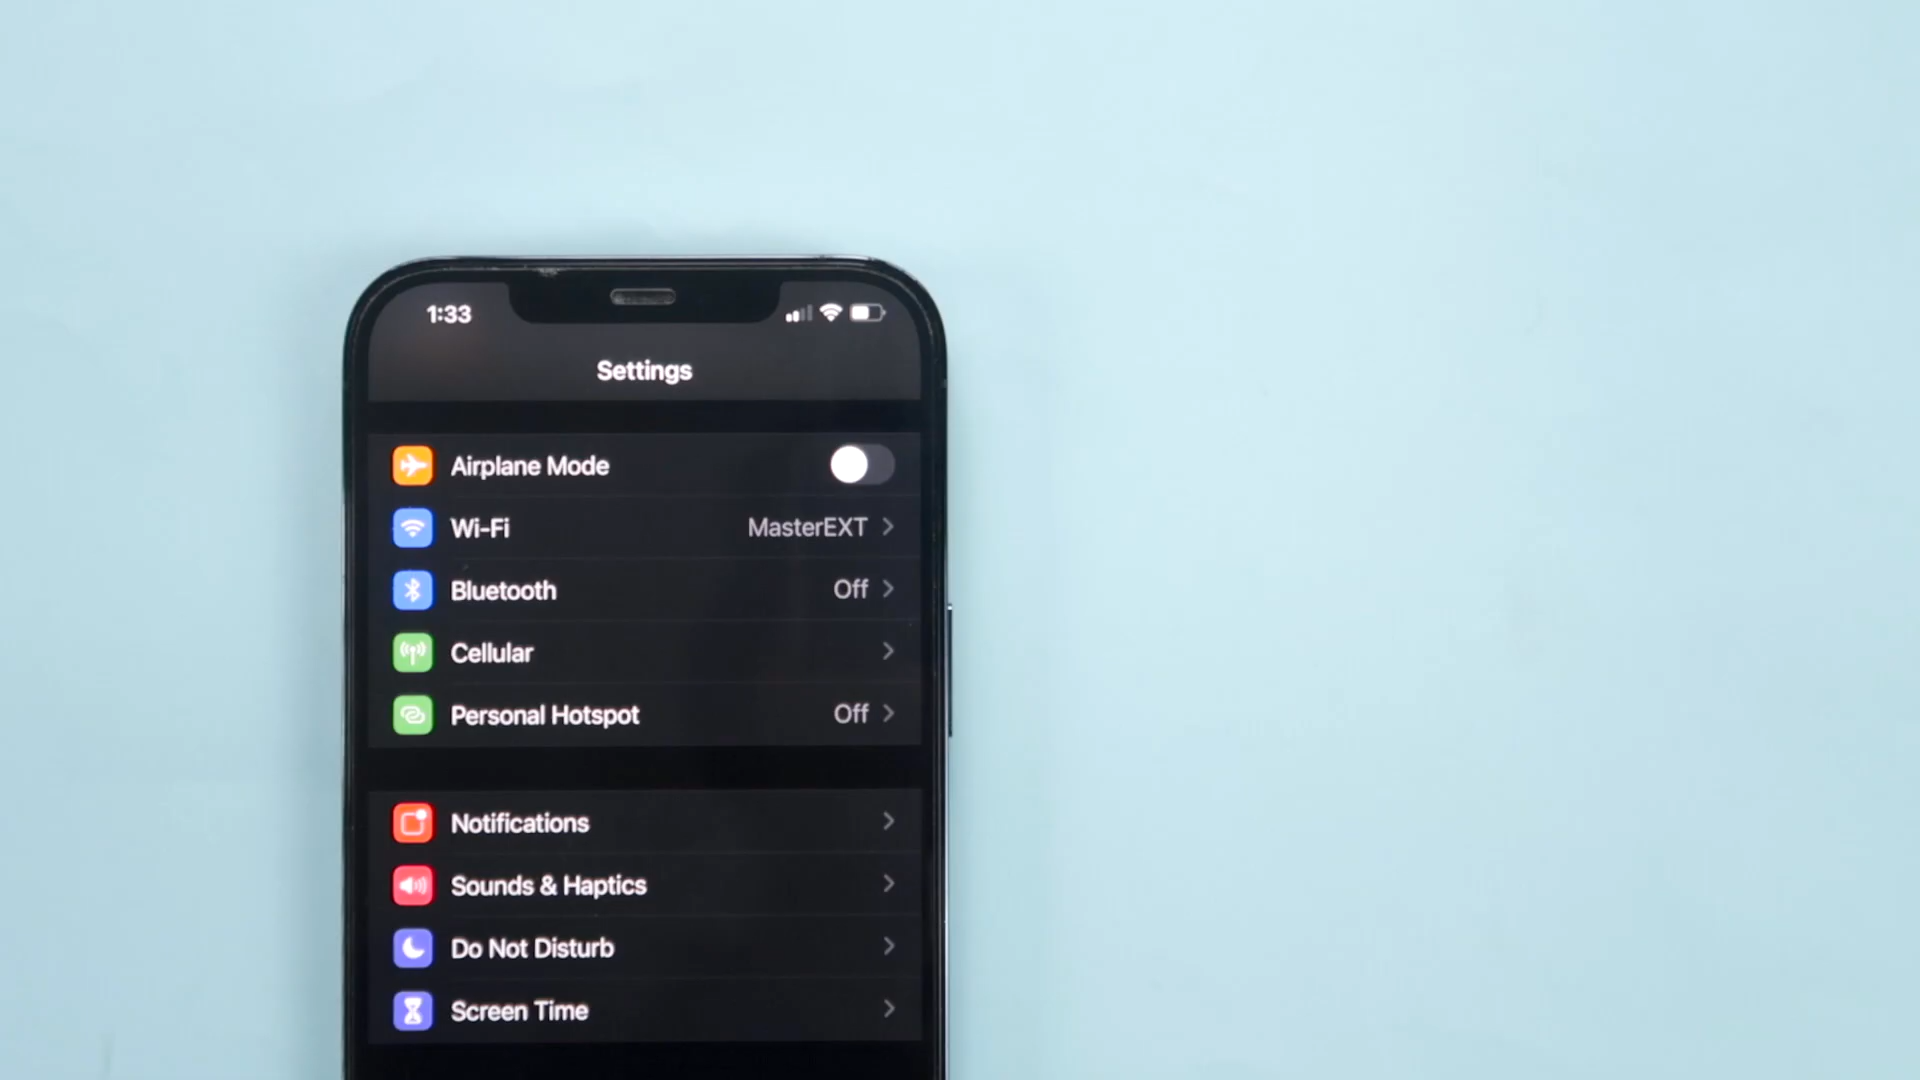 1:33
Settings
Airplane Mode
Wi-Fi MasterEXT
Bluetooth Off
Cellular
Personal Hotspot Off
Notifications
Sounds & Haptics
Do Not Disturb
Screen Time